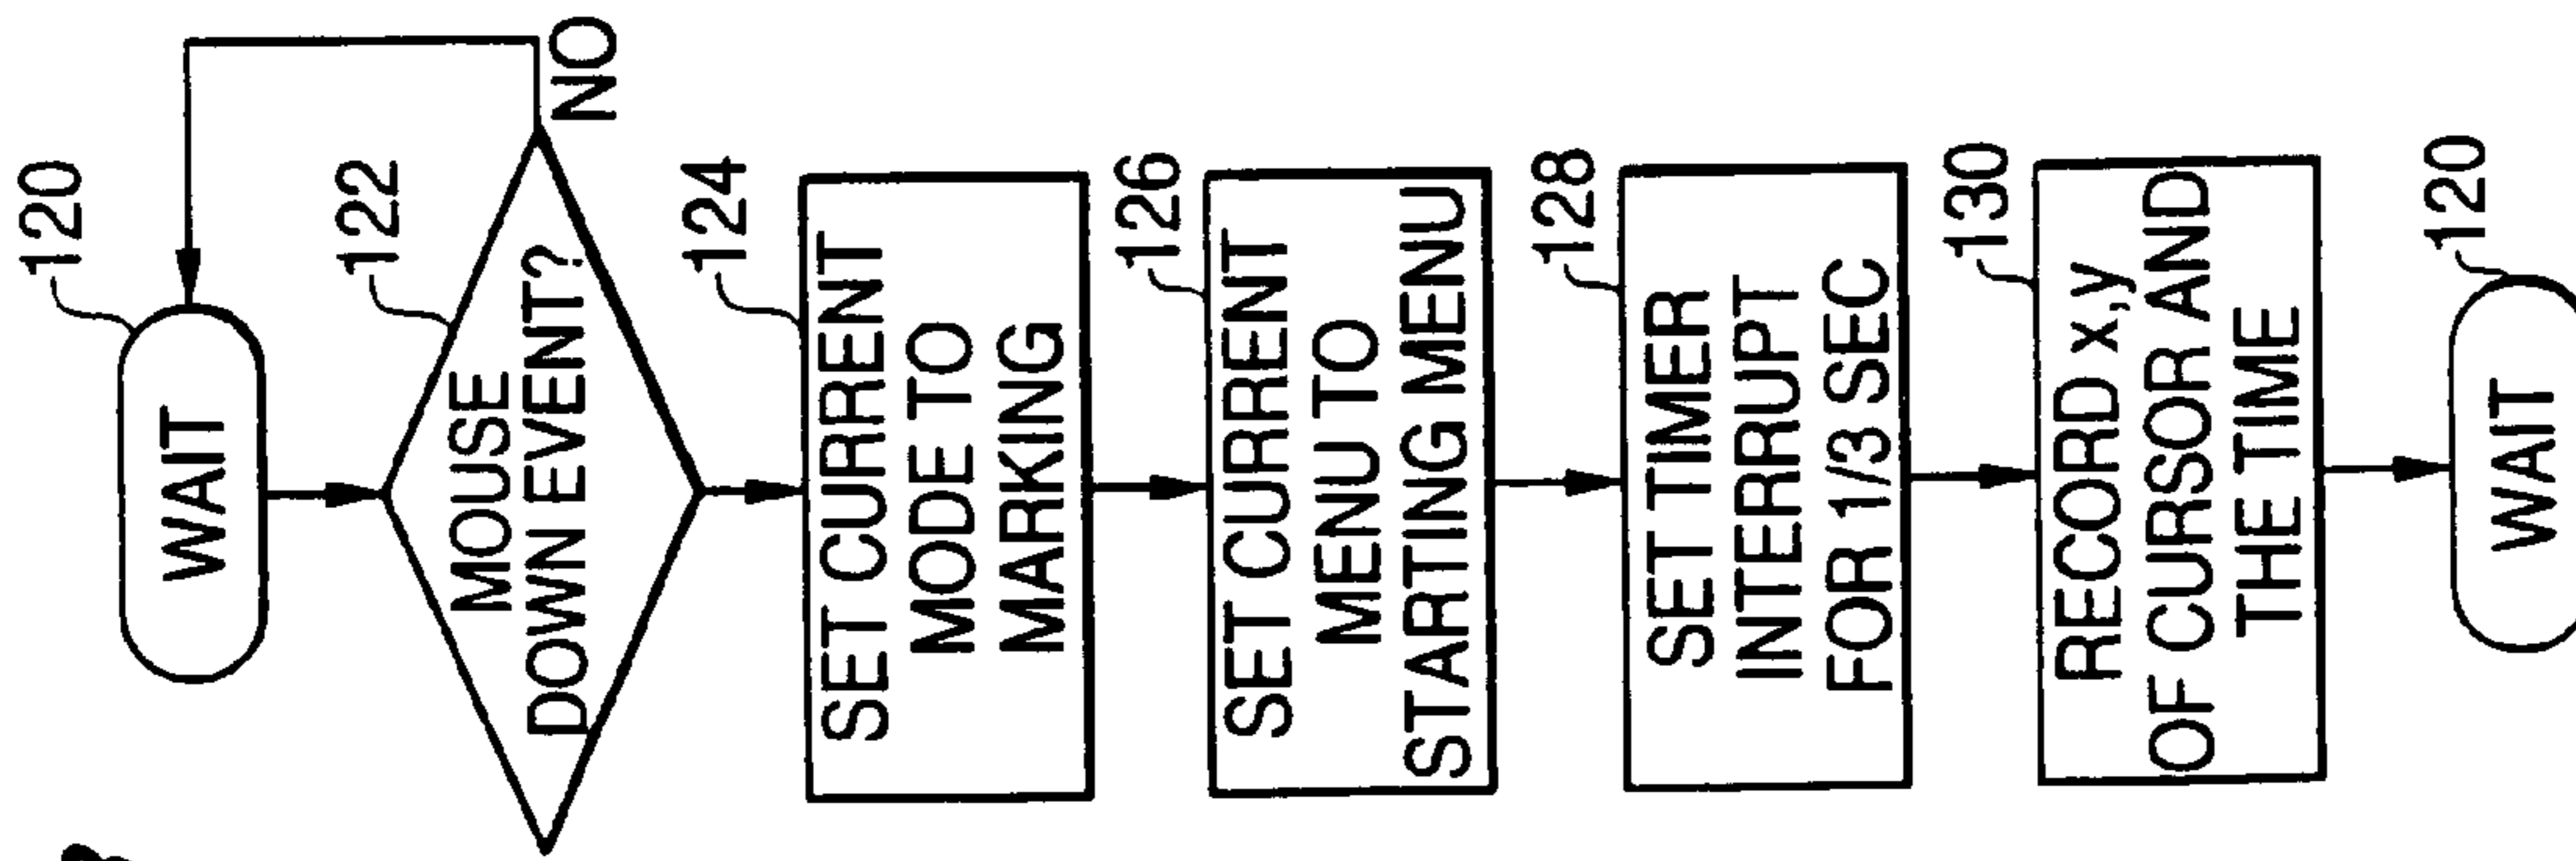 120
WAIT
122
MOUSE
DOWN EVENT?
NO
124
SET CURRENT
MODE TO
MARKING
126
SET CURRENT
MENU TO
STARTING MENU
128
SET TIMER
INTERRUPT
FOR 1/3 SEC
130
RECORD x,y
OF CURSOR AND
THE TIME
120
WAIT